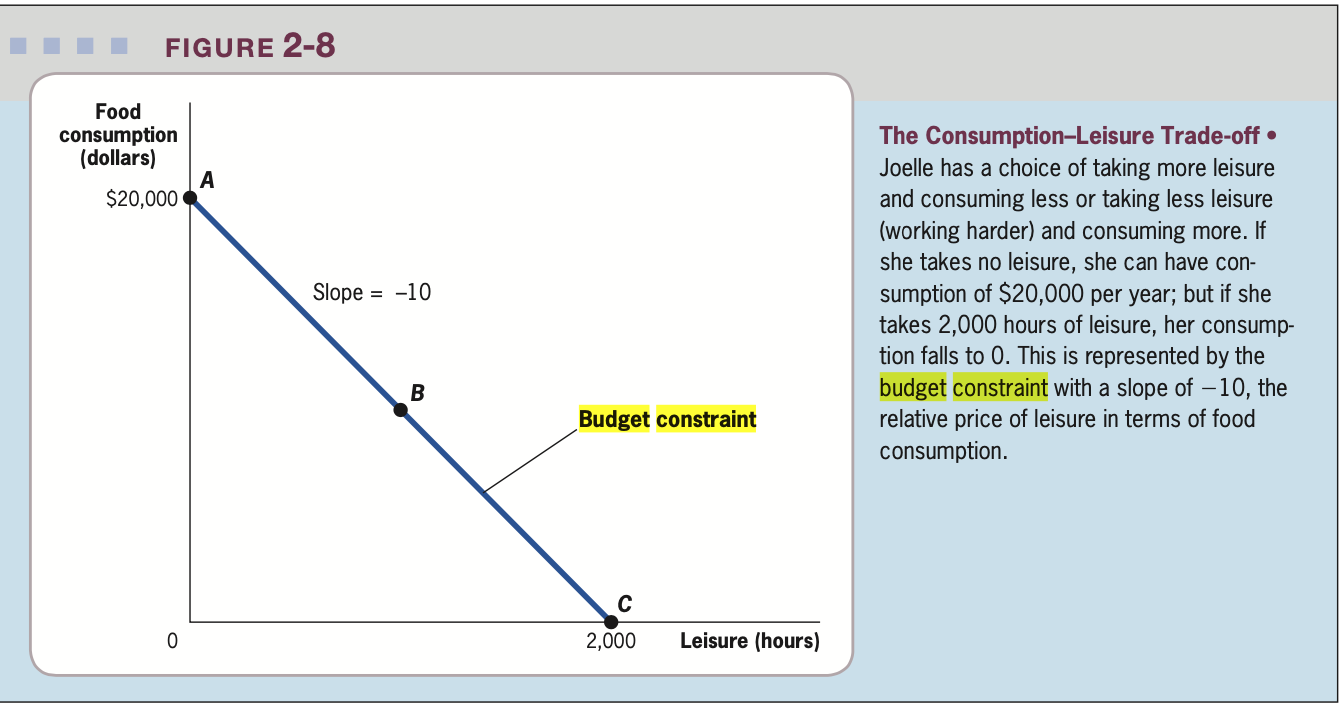 FIGURE 2-8
Food
consumption
(dollars)
$20,000
A
Slope = –10
B
Budget constraint
C
0
2,000
Leisure (hours)
The Consumption–Leisure Trade-off •
Joelle has a choice of taking more leisure
and consuming less or taking less leisure
(working harder) and consuming more. If
she takes no leisure, she can have con-
sumption of $20,000 per year; but if she
takes 2,000 hours of leisure, her consump-
tion falls to 0. This is represented by the
budget constraint with a slope of −10, the
relative price of leisure in terms of food
consumption.